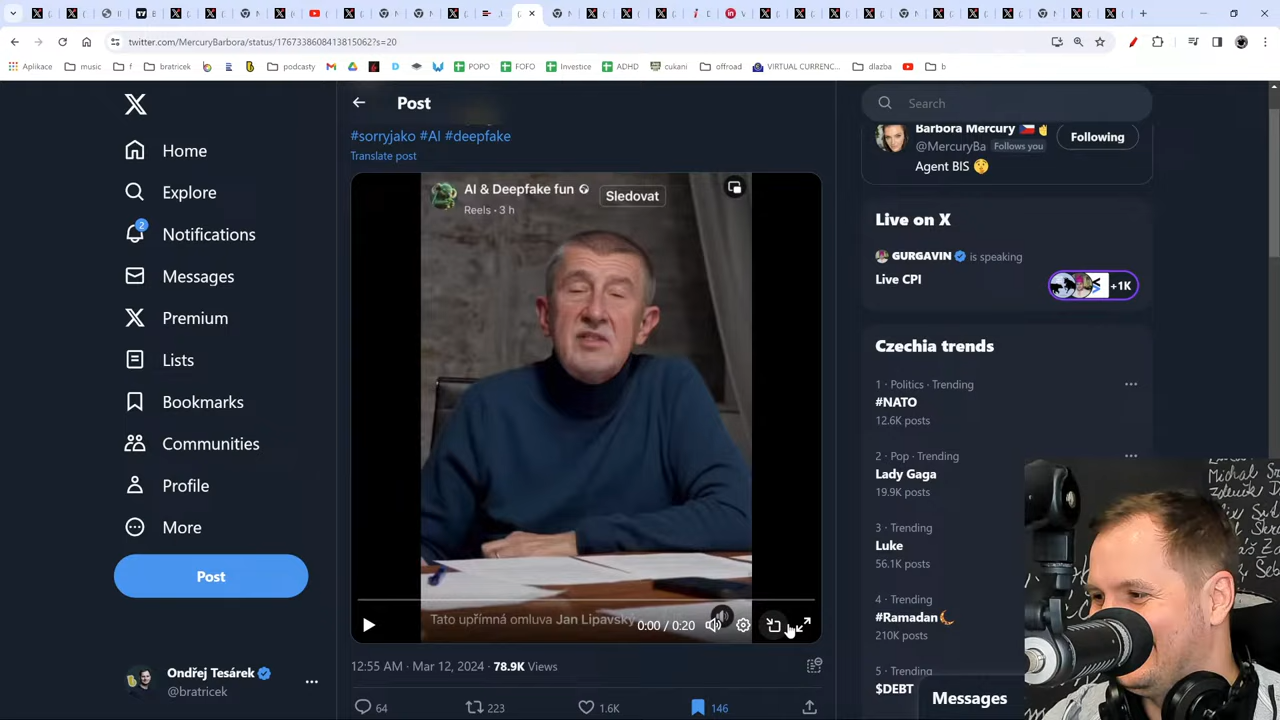 twitter.com/MercuryBarbora/status/1767338608413815062?s=20
Aplikace
music
f
bratricek
podcasty
POPO
FOFO
Investice
ADHD
cukani
offroad
VIRTUAL CURRENC...
dlazba
b
Home
Explore
2
Notifications
Messages
Premium
Lists
Bookmarks
Communities
Profile
More
Post
Ondřej Tesárek
@bratricek
Post
#sorryjako #AI #deepfake
Translate post
AI & Deepfake fun
Sledovat
Reels · 3 h
Tato upřímná omluva Jan Lipavský
0:00 / 0:20
12:55 AM · Mar 12, 2024 · 78.9K Views
64
223
1.6K
146
Search
Barbora Mercury
@MercuryBa
Follows you
Following
Agent BIS
Live on X
GURGAVIN is speaking
Live CPI
+1K
Czechia trends
1 · Politics · Trending
#NATO
12.6K posts
2 · Pop · Trending
Lady Gaga
19.9K posts
3 · Trending
Luke
56.1K posts
4 · Trending
#Ramadan
210K posts
5 · Trending
$DEBT
Messages
Michal
Zdeněk